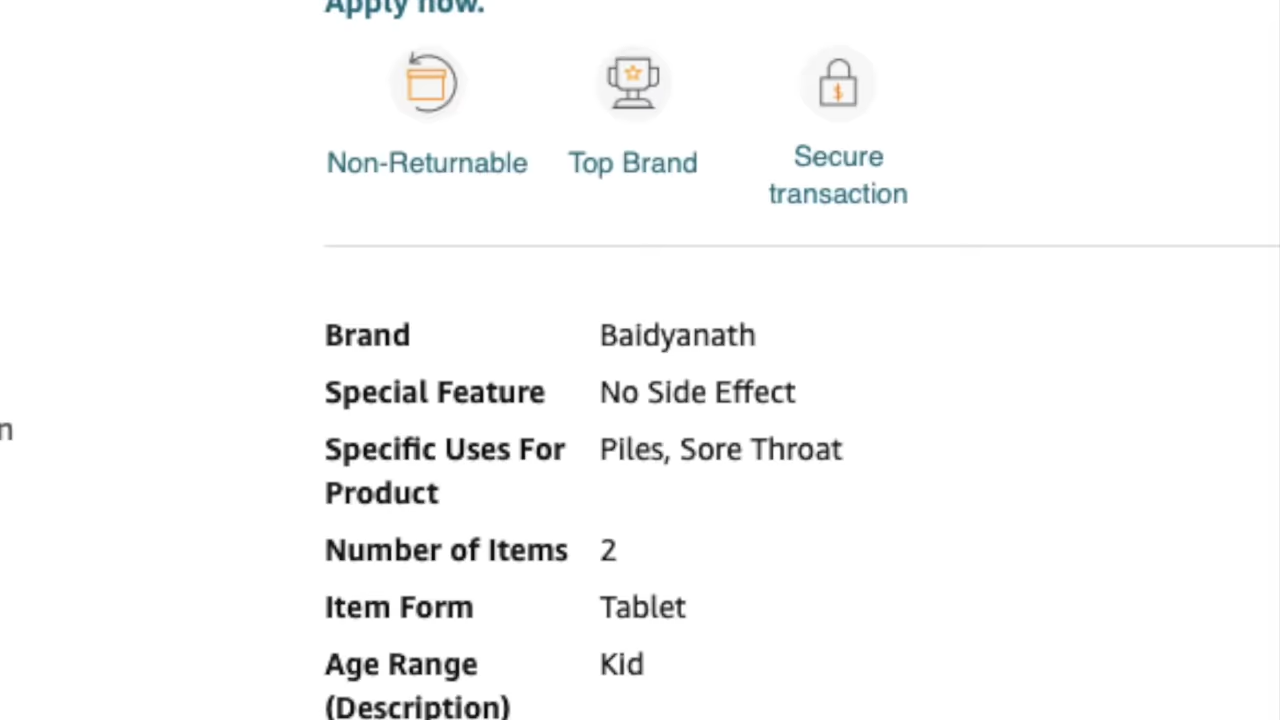 Apply now.
Non-Returnable
Top Brand
Secure
transaction
Brand Baidyanath
Special Feature No Side Effect
n
Specific Uses For Piles, Sore Throat
Product
Number of Items 2
Item Form Tablet
Age Range Kid
(Description)